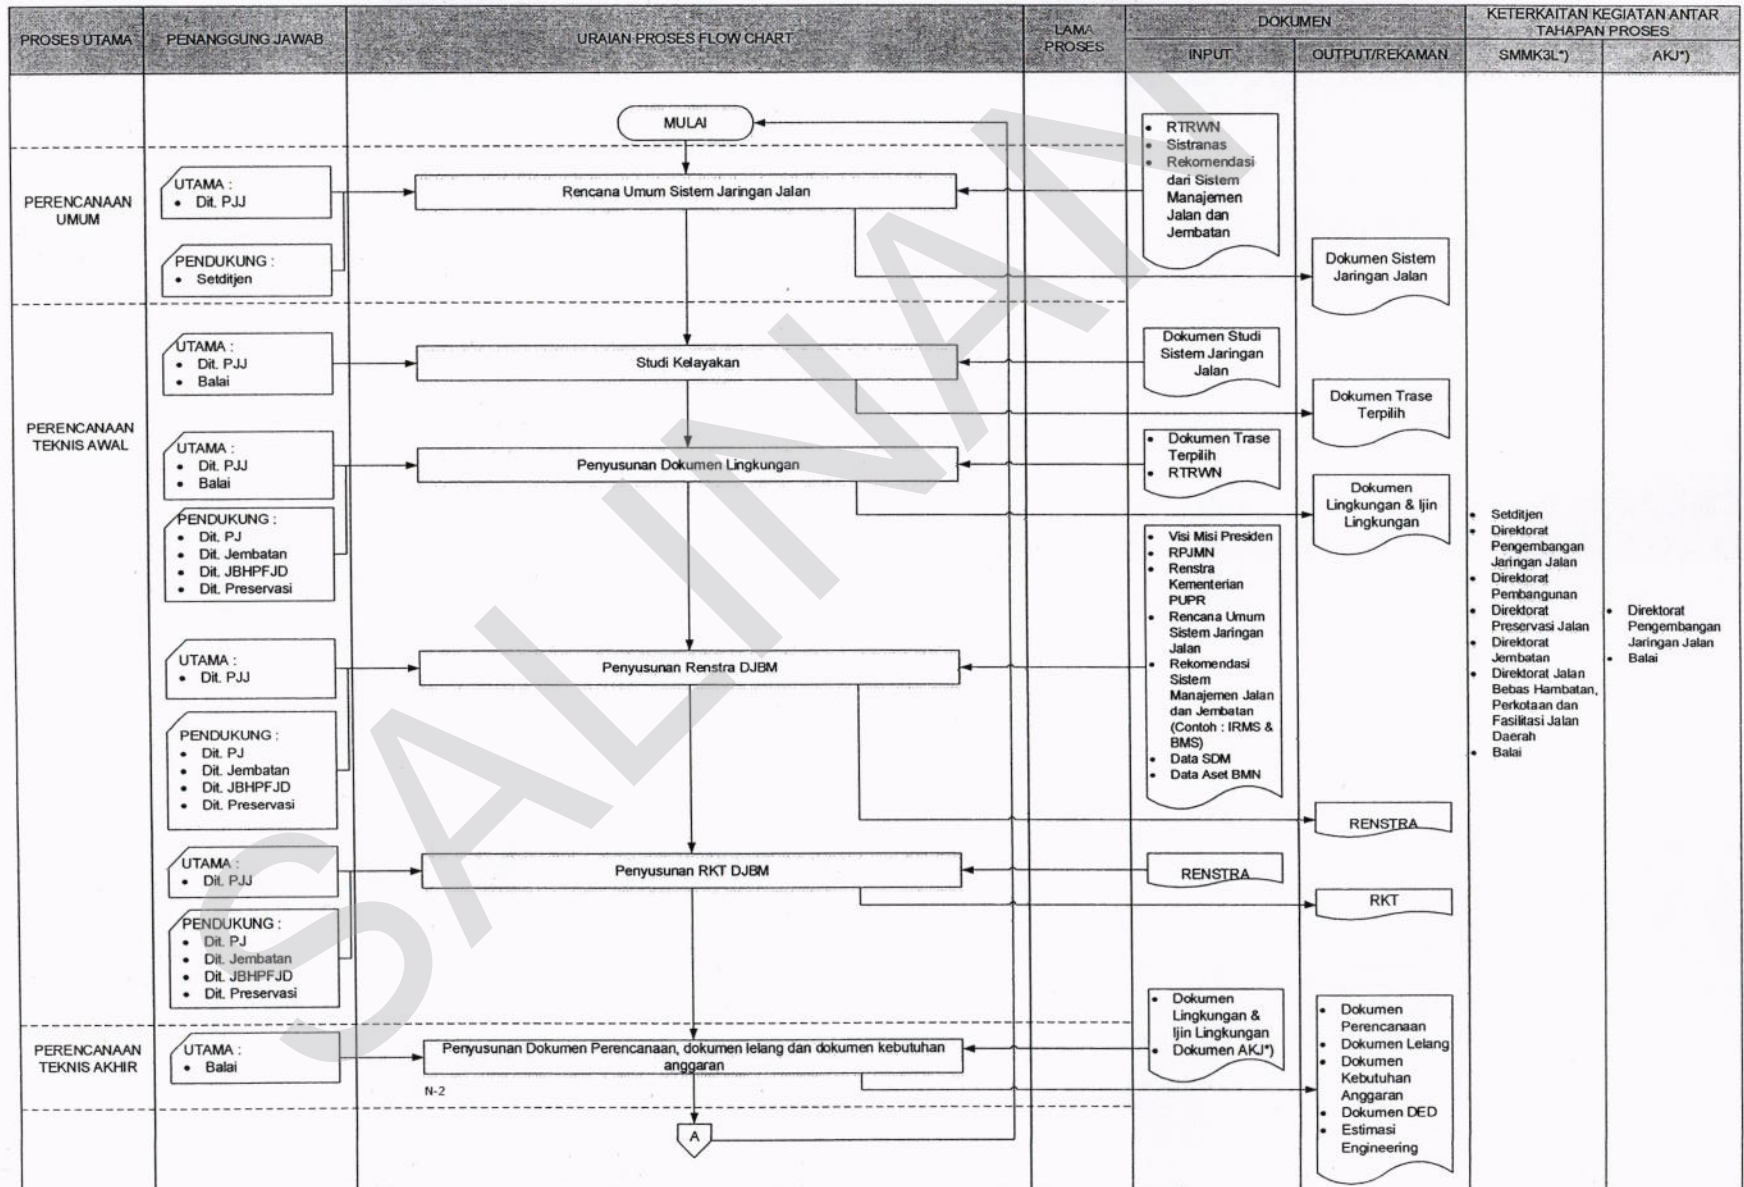 PROSES UTAMA
PENANGGUNG JAWAB
URAIAN PROSES FLOW CHART
LAMA
PROSES
DOKUMEN
INPUT
OUTPUT/REKAMAN
KETERKAITAN KEGIATAN ANTAR
TAHAPAN PROSES
SMMK3L*)
AKJ*)
MULAI
PERENCANAAN
UMUM
UTAMA :
• Dit. PJJ
PENDUKUNG :
• Setditjen
Rencana Umum Sistem Jaringan Jalan
• RTRWN
• Sistranas
• Rekomendasi
dari Sistem
Manajemen
Jalan dan
Jembatan
Dokumen Sistem
Jaringan Jalan
PERENCANAAN
TEKNIS AWAL
UTAMA :
• Dit. PJJ
• Balai
Studi Kelayakan
Dokumen Studi
Sistem Jaringan
Jalan
Dokumen Trase
Terpilih
UTAMA :
• Dit. PJJ
• Balai
PENDUKUNG :
• Dit. PJ
• Dit. Jembatan
• Dit. JBHPFJD
• Dit. Preservasi
Penyusunan Dokumen Lingkungan
• Dokumen Trase
Terpilih
• RTRWN
Dokumen
Lingkungan & Ijin
Lingkungan
UTAMA :
• Dit. PJJ
PENDUKUNG :
• Dit. PJ
• Dit. Jembatan
• Dit. JBHPFJD
• Dit. Preservasi
Penyusunan Renstra DJBM
• Visi Misi Presiden
• RPJMN
• Renstra
Kementerian
PUPR
• Rencana Umum
Sistem Jaringan
Jalan
• Rekomendasi
Sistem
Manajemen Jalan
dan Jembatan
(Contoh : IRMS &
BMS)
• Data SDM
• Data Aset BMN
RENSTRA
• Setditjen
• Direktorat
Pengembangan
Jaringan Jalan
• Direktorat
Pembangunan
• Direktorat
Preservasi Jalan
• Direktorat
Jembatan
• Direktorat Jalan
Bebas Hambatan,
Perkotaan dan
Fasilitasi Jalan
Daerah
• Balai
• Direktorat
Pengembangan
Jaringan Jalan
• Balai
UTAMA :
• Dit. PJJ
PENDUKUNG :
• Dit. PJ
• Dit. Jembatan
• Dit. JBHPFJD
• Dit. Preservasi
Penyusunan RKT DJBM
RENSTRA
RKT
PERENCANAAN
TEKNIS AKHIR
UTAMA :
• Balai
Penyusunan Dokumen Perencanaan, dokumen lelang dan dokumen kebutuhan
anggaran
N-2
• Dokumen
Lingkungan &
Ijin Lingkungan
• Dokumen AKJ*)
• Dokumen
Perencanaan
• Dokumen Lelang
• Dokumen
Kebutuhan
Anggaran
• Dokumen DED
• Estimasi
Engineering
A
SALINAN